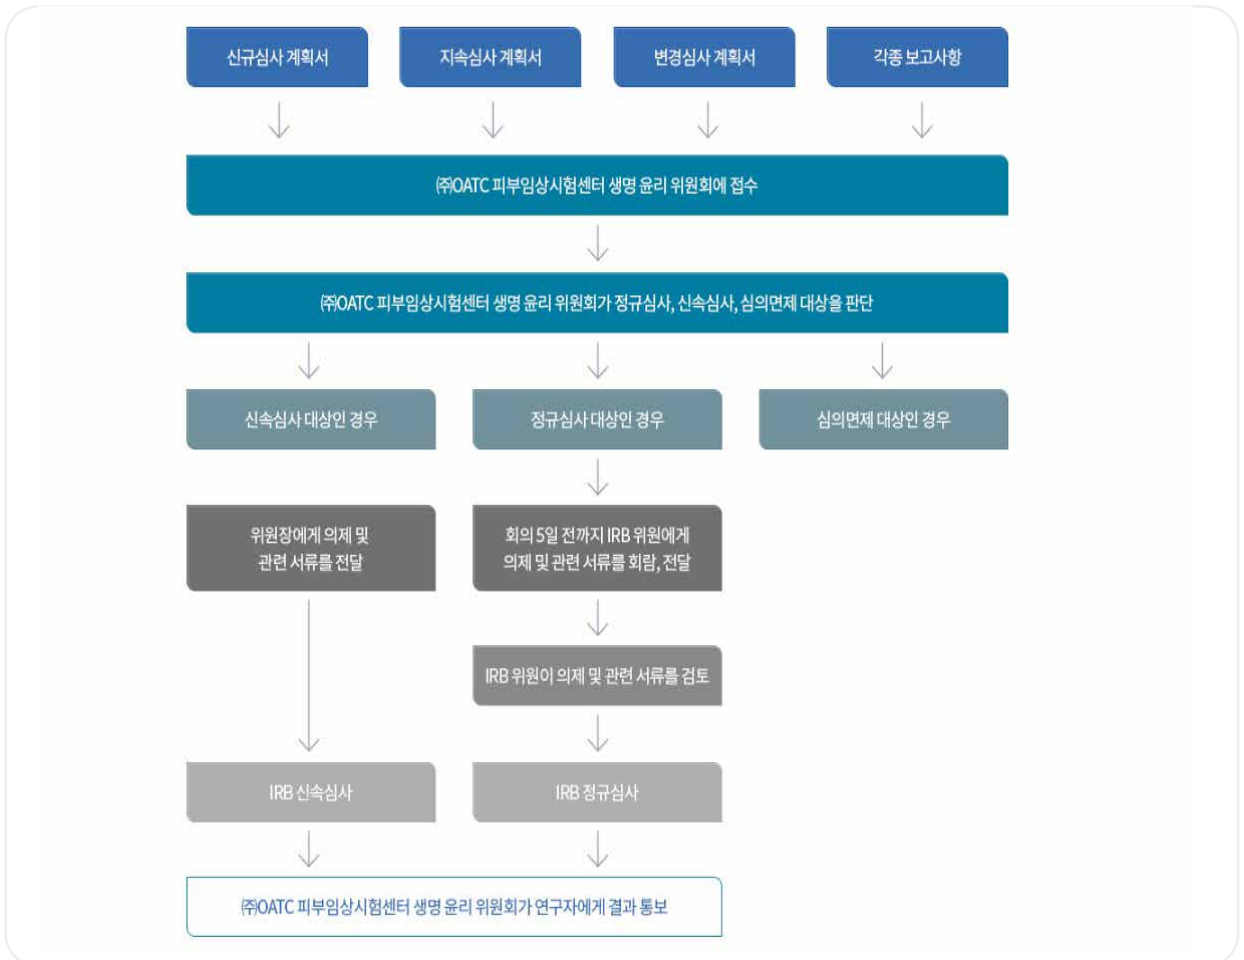 신규심사 계획서
지속심사 계획서
변경심사 계획서
각종 보고사항
㈜OATC 피부임상시험센터 생명 윤리 위원회에 접수
㈜OATC 피부임상시험센터 생명 윤리 위원회가 정규심사, 신속심사, 심의면제 대상을 판단
신속심사 대상인 경우
정규심사 대상인 경우
심의면제 대상인 경우
위원장에게 의제 및
관련 서류를 전달
회의 5일 전까지 IRB 위원에게
의제 및 관련 서류를 회람, 전달
IRB 위원이 의제 및 관련 서류를 검토
IRB 신속심사
IRB 정규심사
㈜OATC 피부임상시험센터 생명 윤리 위원회가 연구자에게 결과 통보